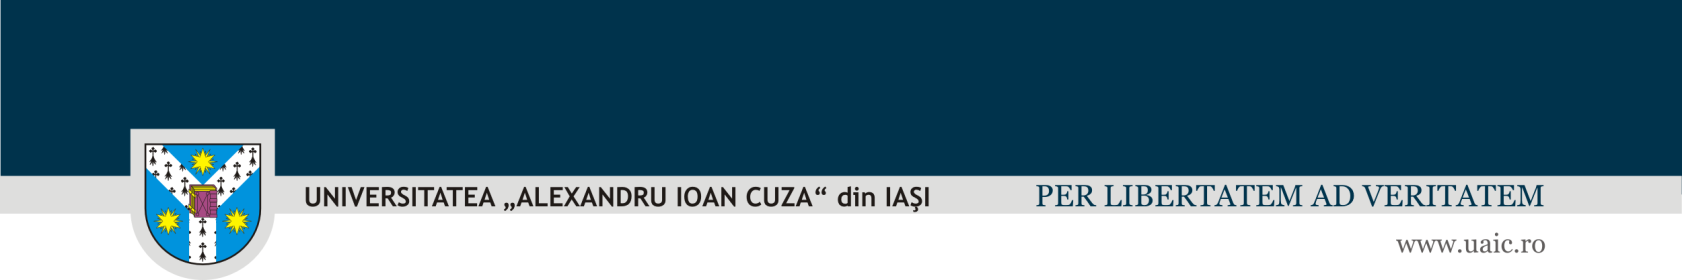 UNIVERSITATEA „ALEXANDRU IOAN CUZA“ din IAŞI
PER LIBERTATEM AD VERITATEM
www.uaic.ro